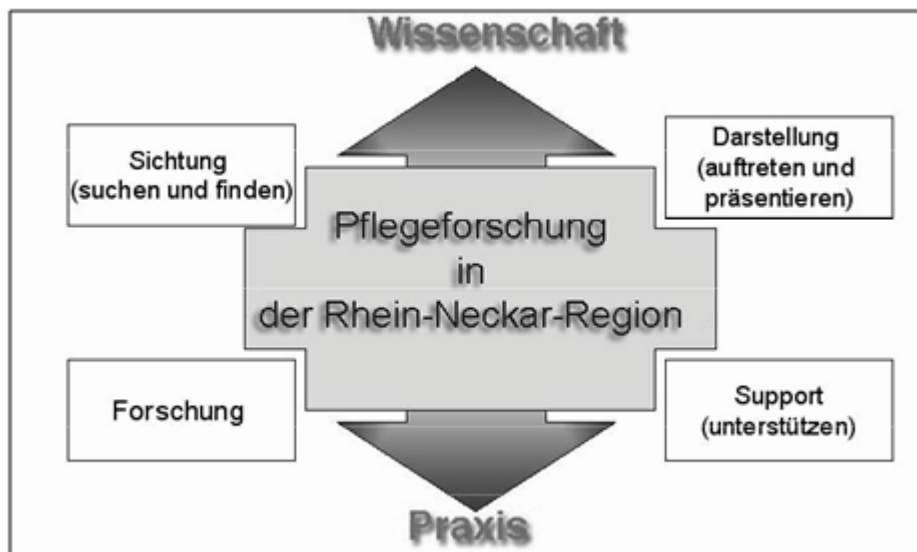 Wissenschaft
Sichtung
(suchen und finden)
Darstellung
(auftreten und
präsentieren)
Pflegeforschung
in
der Rhein-Neckar-Region
Forschung
Support
(unterstützen)
Praxis